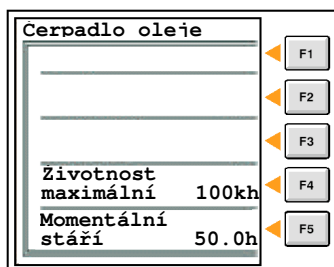 Čerpadlo oleje
F1
F2
F3
Životnost
maximální 100kh
F4
Momentální
stáří 50.0h
F5